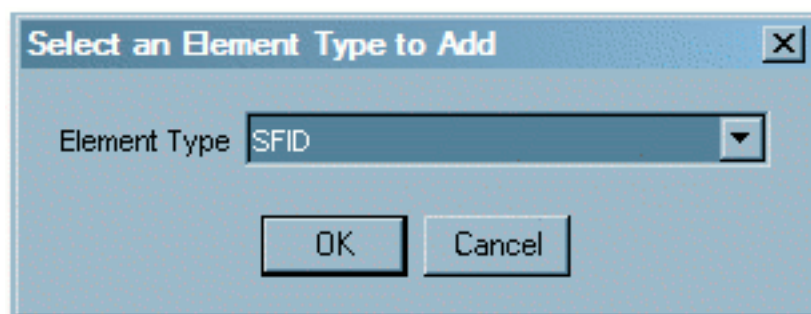 Select an Element Type to Add
Element Type SFID
OK Cancel